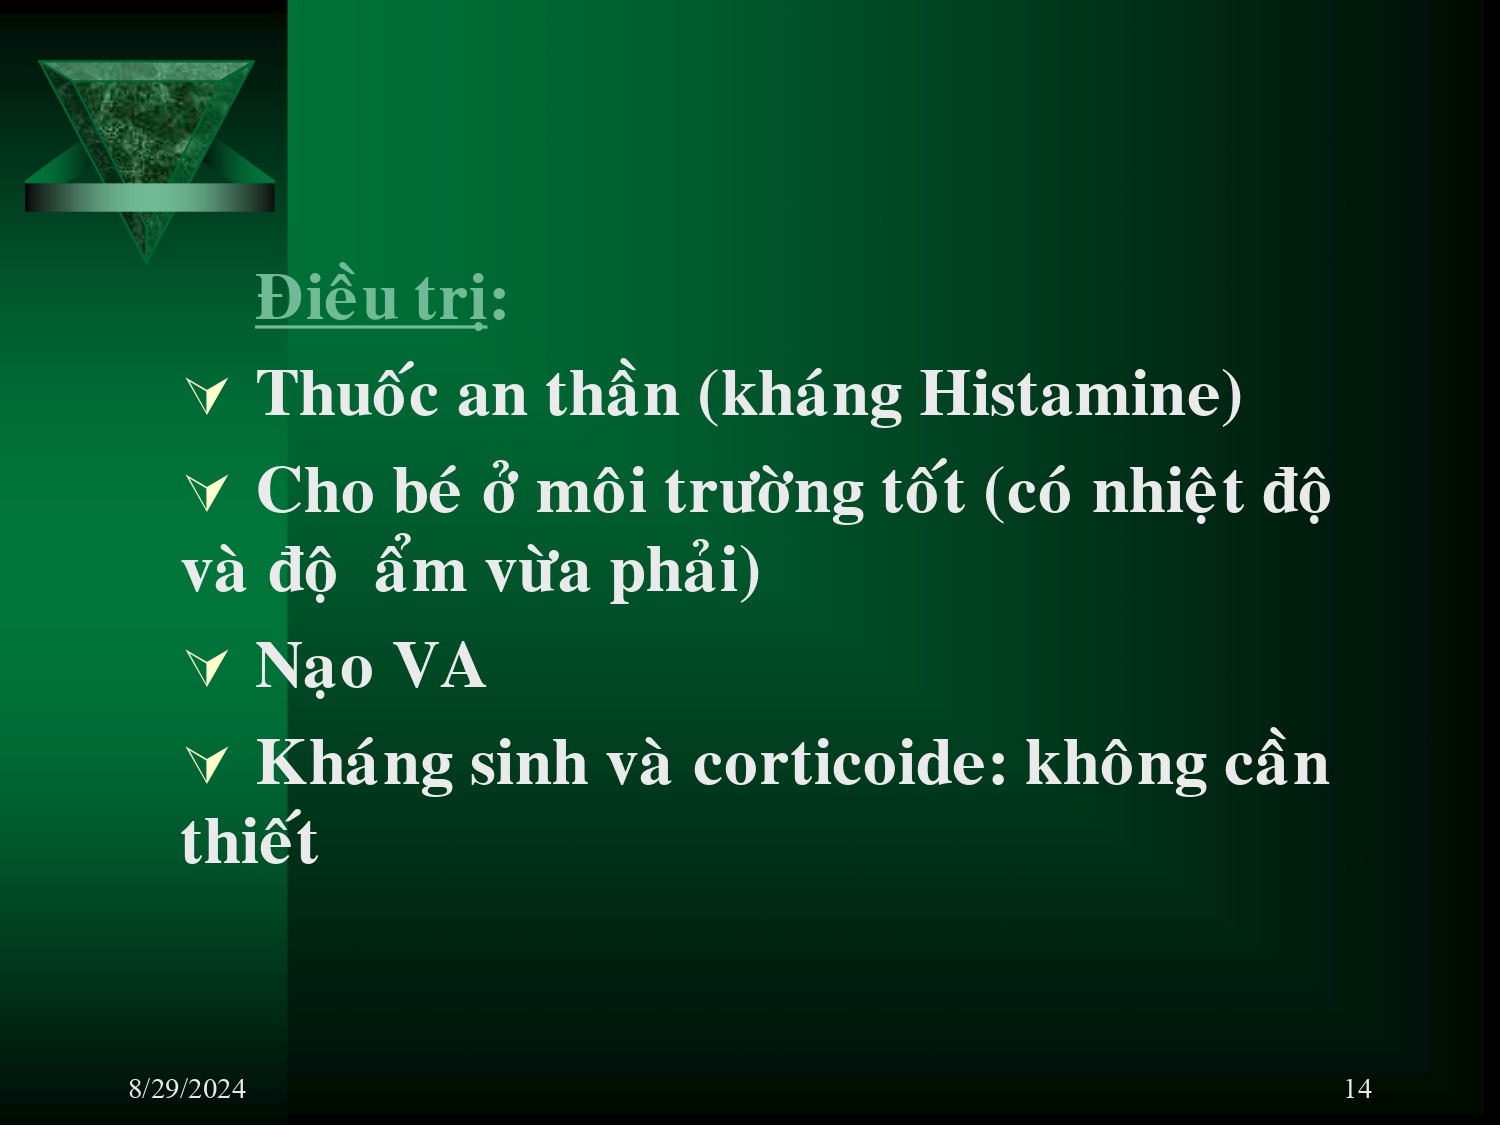 Điều trị:
Thuốc an thần (kháng Histamine)
Cho bé ở môi trường tốt (có nhiệt độ
và độ ẩm vừa phải)
Nạo VA
Kháng sinh và corticoide: không cần
thiết
8/29/2024
14